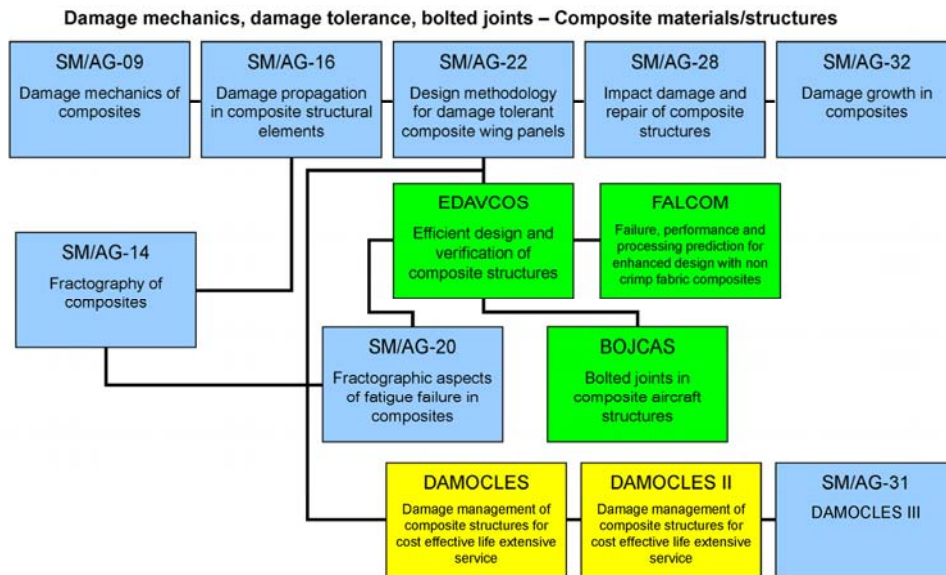 Damage mechanics, damage tolerance, bolted joints – Composite materials/structures
SM/AG-09
Damage mechanics of
composites
SM/AG-16
Damage propagation
in composite structural
elements
SM/AG-22
Design methodology
for damage tolerant
composite wing panels
SM/AG-28
Impact damage and
repair of composite
structures
SM/AG-32
Damage growth in
composites
EDAVCOS
Efficient design and
verification of
composite structures
FALCOM
Failure, performance and
processing prediction for
enhanced design with non
crimp fabric composites
SM/AG-14
Fractography of
composites
SM/AG-20
Fractographic aspects
of fatigue failure in
composites
BOJCAS
Bolted joints in
composite aircraft
structures
DAMOCLES
Damage management of
composite structures for
cost effective life extensive
service
DAMOCLES II
Damage management of
composite structures for
cost effective life extensive
service
SM/AG-31
DAMOCLES III